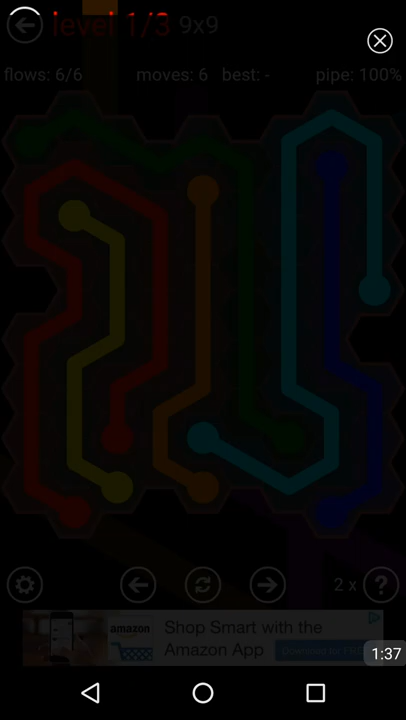 level 1/3 9x9
flows: 6/6 moves: 6 best: - pipe: 100%
2 x ?
amazon
Shop Smart with the
Amazon App
1:37